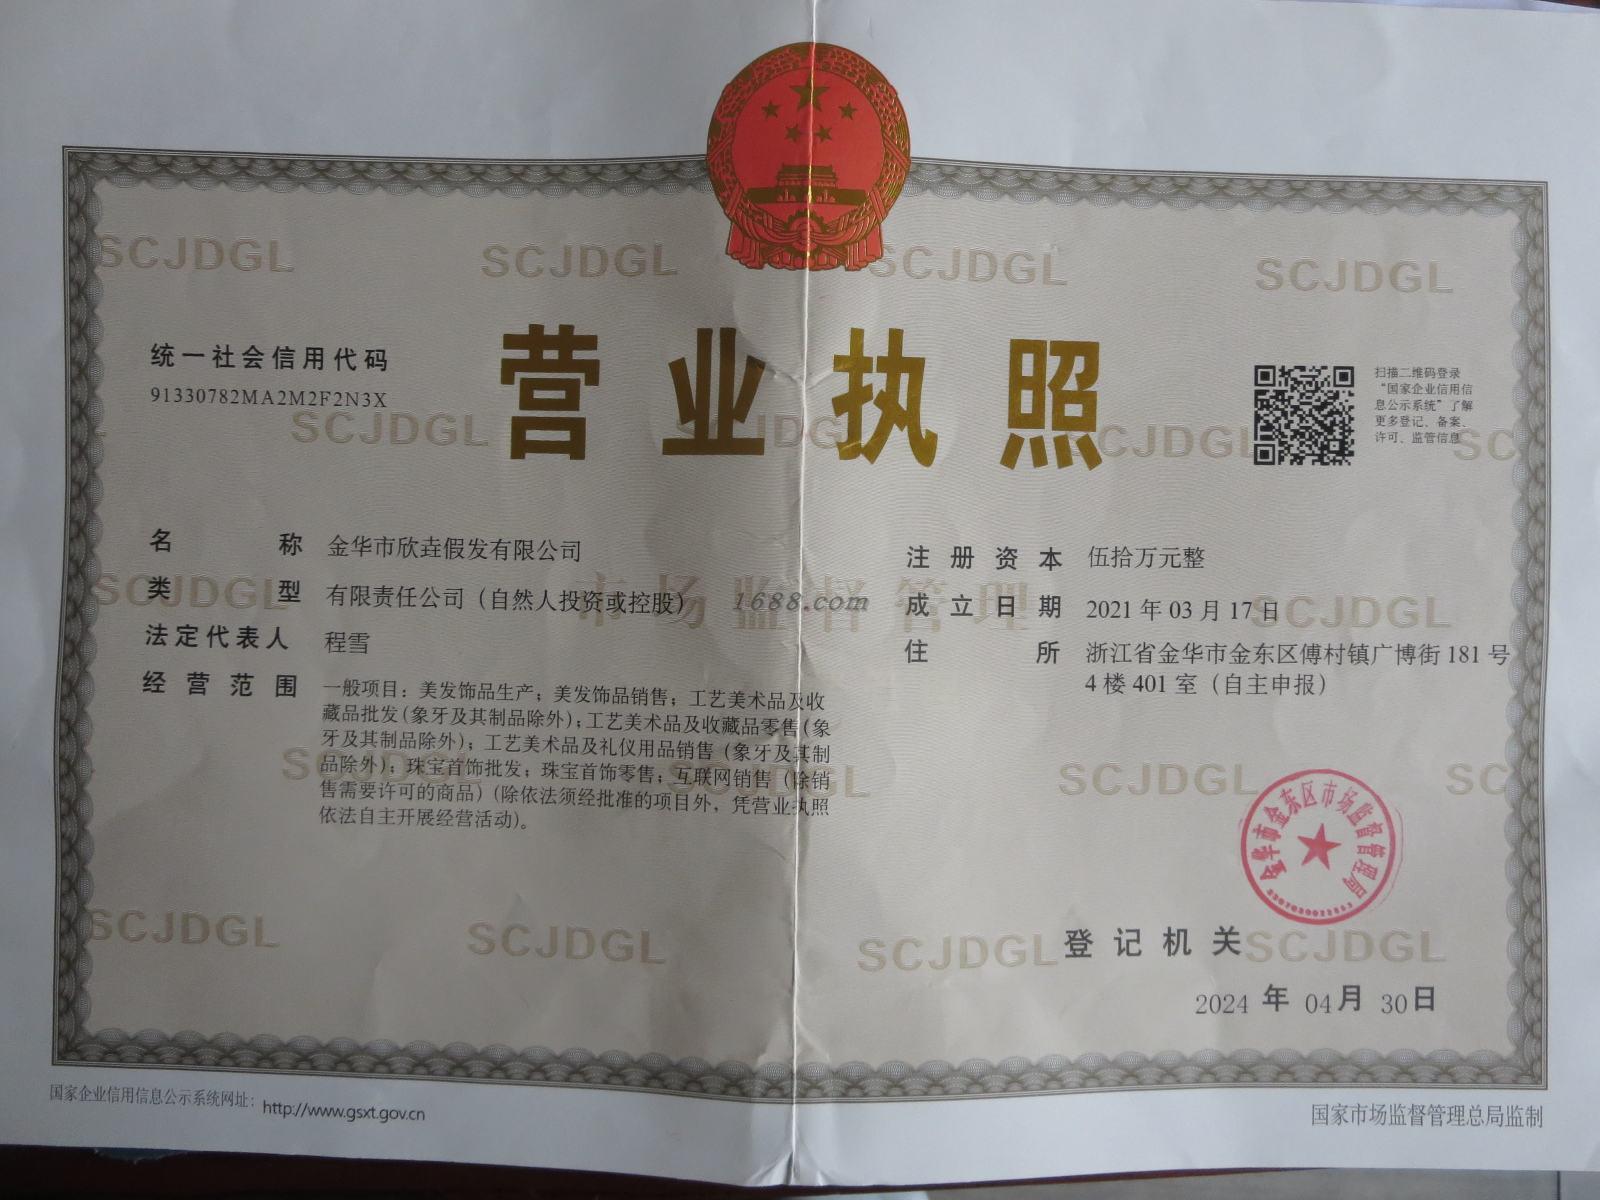 营业执照
统一社会信用代码
91330782MA2M2F2N3X
扫描二维码登录
“国家企业信用信
息公示系统”了解
更多登记、备案、
许可、监管信息
名称 金华市欣垚假发有限公司
类型 有限责任公司（自然人投资或控股）
法定代表人 程雪
经营范围 一般项目：美发饰品生产；美发饰品销售；工艺美术品及收
藏品批发（象牙及其制品除外）；工艺美术品及收藏品零售（象
牙及其制品除外）；工艺美术品及礼仪用品销售（象牙及其制
品除外）；珠宝首饰批发；珠宝首饰零售；互联网销售（除销
售需要许可的商品）（除依法须经批准的项目外，凭营业执照
依法自主开展经营活动）。
注册资本 伍拾万元整
成立日期 2021年03月17日
住所 浙江省金华市金东区傅村镇广博街181号
4楼401室（自主申报）
1688.com
市场监督管理
SCJDGL SCJDGL SCJDGL SCJDGL
SCJDGL SCJDGL SCJDGL
SCJDGL SCJDGL
SCJDGL SCJDGL SCJDGL
SCJDGL SCJDGL SCJDGL SCJDGL
金华市金东区市场监督管理局
登记机关
2024年04月30日
国家企业信用信息公示系统网址：http://www.gsxt.gov.cn
国家市场监督管理总局监制